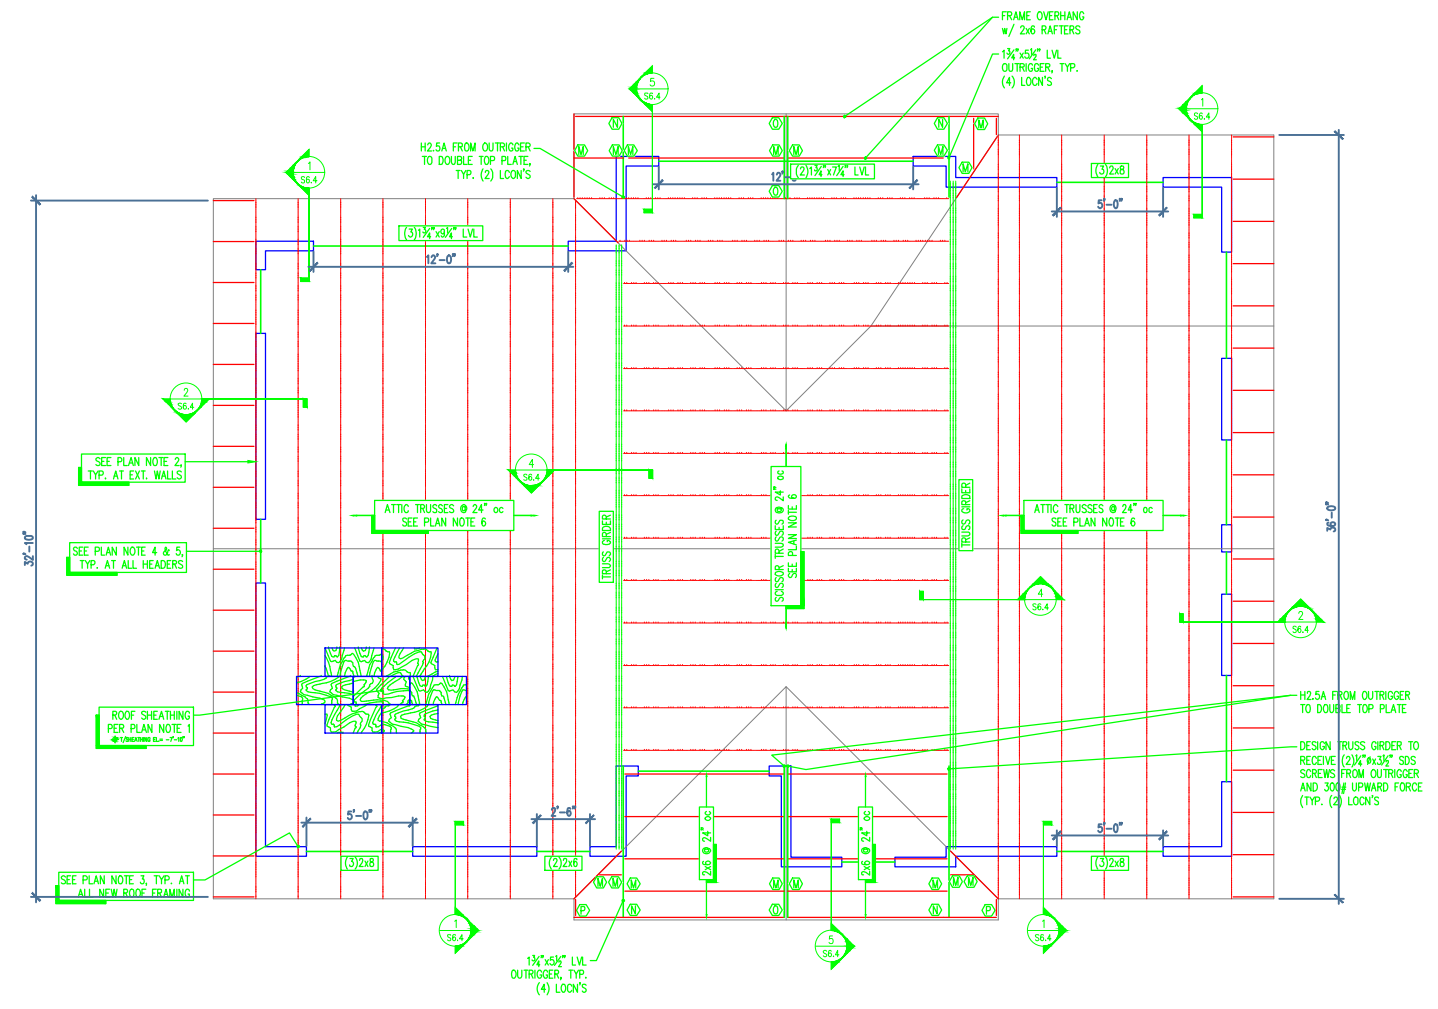 FRAME OVERHANG
w/ 2x6 RAFTERS
1¾"x5½" LVL
OUTRIGGER, TYP.
(4) LOCN'S
5
S6.4
1
S6.4
N
O
N
M
H2.5A FROM OUTRIGGER
TO DOUBLE TOP PLATE,
TYP. (2) LCON'S
M
M
M
M
M
M
M
1
S6.4
(2)1¾"x7¼" LVL
(3)2x8
O
5'-0"
(3)1¾"x9¼" LVL
12'-0"
2
S6.4
SEE PLAN NOTE 2,
TYP. AT EXT. WALLS
4
S6.4
ATTIC TRUSSES @ 24" oc
SEE PLAN NOTE 6
TRUSS GIRDER
SCISSOR TRUSSES @ 24" oc
SEE PLAN NOTE 6
TRUSS GIRDER
ATTIC TRUSSES @ 24" oc
SEE PLAN NOTE 6
32'-10"
36'-0"
SEE PLAN NOTE 4 & 5,
TYP. AT ALL HEADERS
4
S6.4
2
S6.4
ROOF SHEATHING
PER PLAN NOTE 1
H2.5A FROM OUTRIGGER
TO DOUBLE TOP PLATE
DESIGN TRUSS GIRDER TO
RECEIVE (2)¼"øx3½" SDS
SCREWS FROM OUTRIGGER
AND 300# UPWARD FORCE
(TYP. (2) LOCN'S
5'-0"
2'-6"
5'-0"
2x6 @ 24" oc
2x6 @ 24" oc
(3)2x8
(2)2x6
(3)2x8
SEE PLAN NOTE 3, TYP. AT
ALL NEW ROOF FRAMING
M
M
M
M
M
M
M
M
P
N
O
N
P
1
S6.4
5
S6.4
1
S6.4
1¾"x5½" LVL
OUTRIGGER, TYP.
(4) LOCN'S